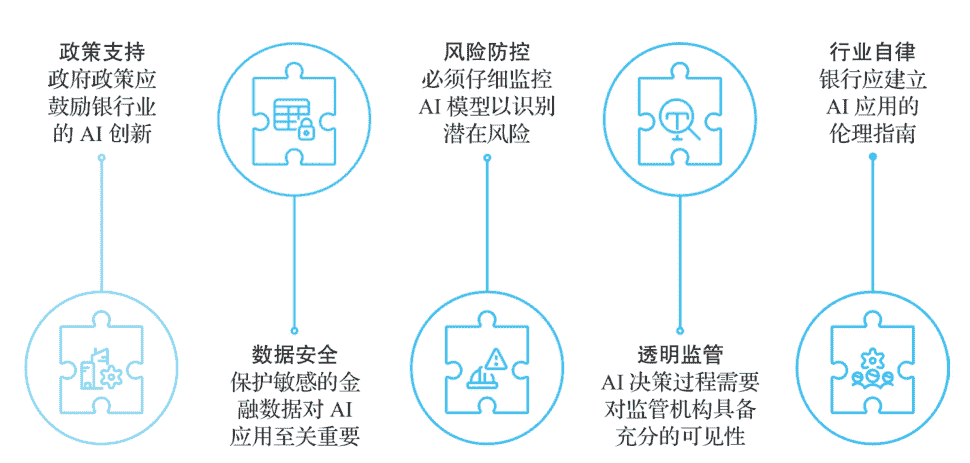 政策支持
政府政策应
鼓励银行业
的 AI 创新
数据安全
保护敏感的金
融数据对 AI
应用至关重要
风险防控
必须仔细监控
AI 模型以识别
潜在风险
透明监管
AI 决策过程需要
对监管机构具备
充分的可见性
行业自律
银行应建立
AI 应用的
伦理指南